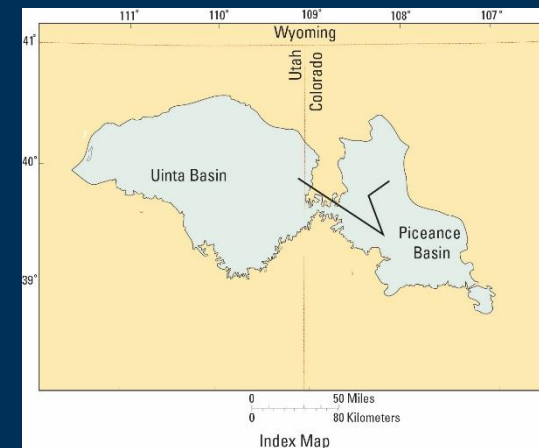 111° 110° 109° 108° 107°
41°
Wyoming
Utah
Colorado
40°
Uinta Basin
Piceance
Basin
39°
0 50 Miles
0 80 Kilometers
Index Map